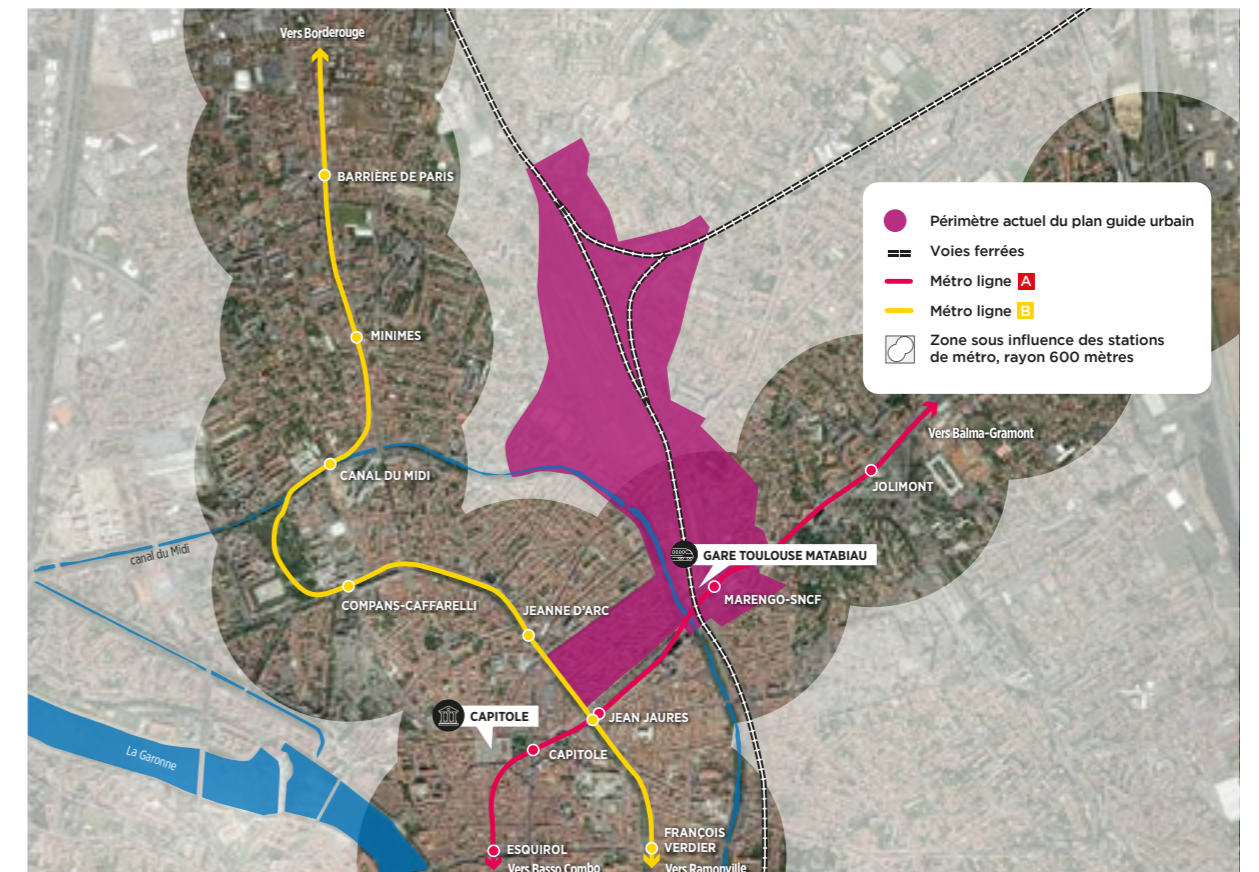 Vers Borderouge
BARRIÈRE DE PARIS
Périmètre actuel du plan guide urbain
Voies ferrées
Métro ligne A
Métro ligne B
Zone sous influence des stations
de métro, rayon 600 mètres
MINIMES
Vers Balma-Gramont
CANAL DU MIDI
JOLIMONT
canal du Midi
GARE TOULOUSE MATABIAU
COMPANS-CAFFARELLI
MARENGO-SNCF
JEANNE D'ARC
CAPITOLE
JEAN JAURES
La Garonne
CAPITOLE
FRANÇOIS
VERDIER
ESQUIROL
Vers Basso Combo
Vers Ramonville